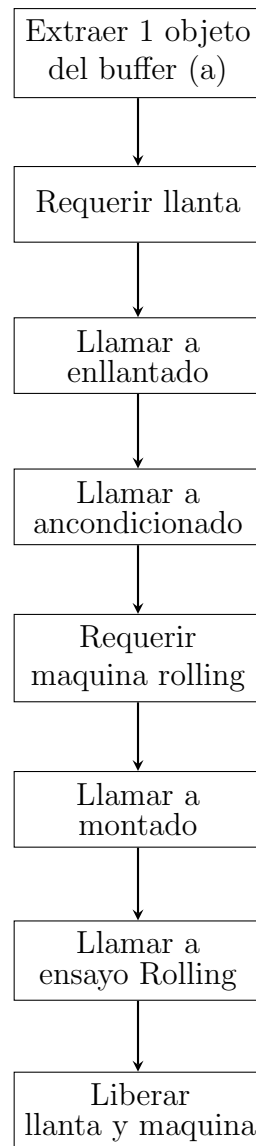 Extraer 1 objeto
del buffer (a)
Requerir llanta
Llamar a
enllantado
Llamar a
ancondicionado
Requerir
maquina rolling
Llamar a
montado
Llamar a
ensayo Rolling
Liberar
llanta y maquina